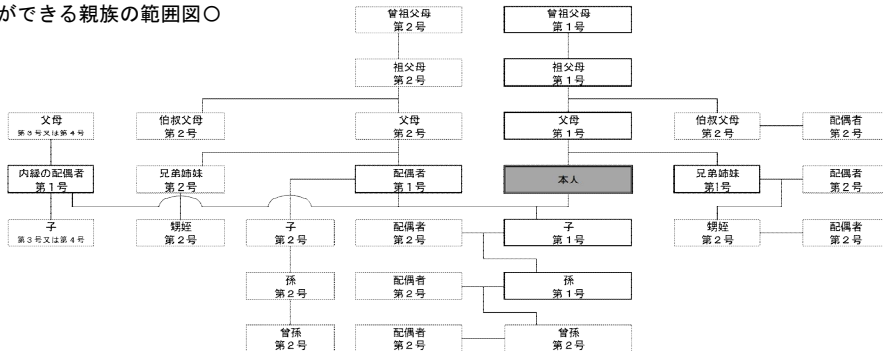 ができる親族の範囲図○
曾祖父母
第２号
曾祖父母
第１号
祖父母
第２号
祖父母
第１号
父母
第３号又は第４号
伯叔父母
第２号
父母
第２号
父母
第１号
伯叔父母
第２号
配偶者
第２号
内縁の配偶者
第１号
兄弟姉妹
第２号
配偶者
第１号
本人
兄弟姉妹
第1号
配偶者
第２号
子
第３号又は第４号
甥姪
第２号
子
第２号
配偶者
第２号
子
第１号
甥姪
第２号
配偶者
第２号
孫
第２号
配偶者
第２号
孫
第１号
曾孫
第２号
配偶者
第２号
曾孫
第２号